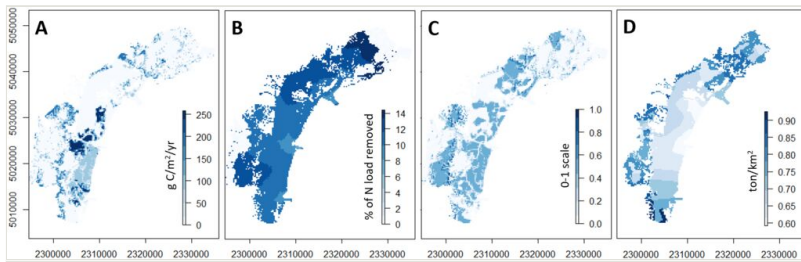 A
B
C
D
5050000
5040000
5030000
5020000
5010000
250
200
150
100
50
0
g C/m²/yr
14
12
10
8
6
4
2
0
% of N load removed
1.0
0.8
0.6
0.4
0.2
0.0
0-1 scale
0.90
0.85
0.80
0.75
0.70
0.65
0.60
ton/km²
2300000 2310000 2320000 2330000
2300000 2310000 2320000 2330000
2300000 2310000 2320000 2330000
2300000 2310000 2320000 2330000